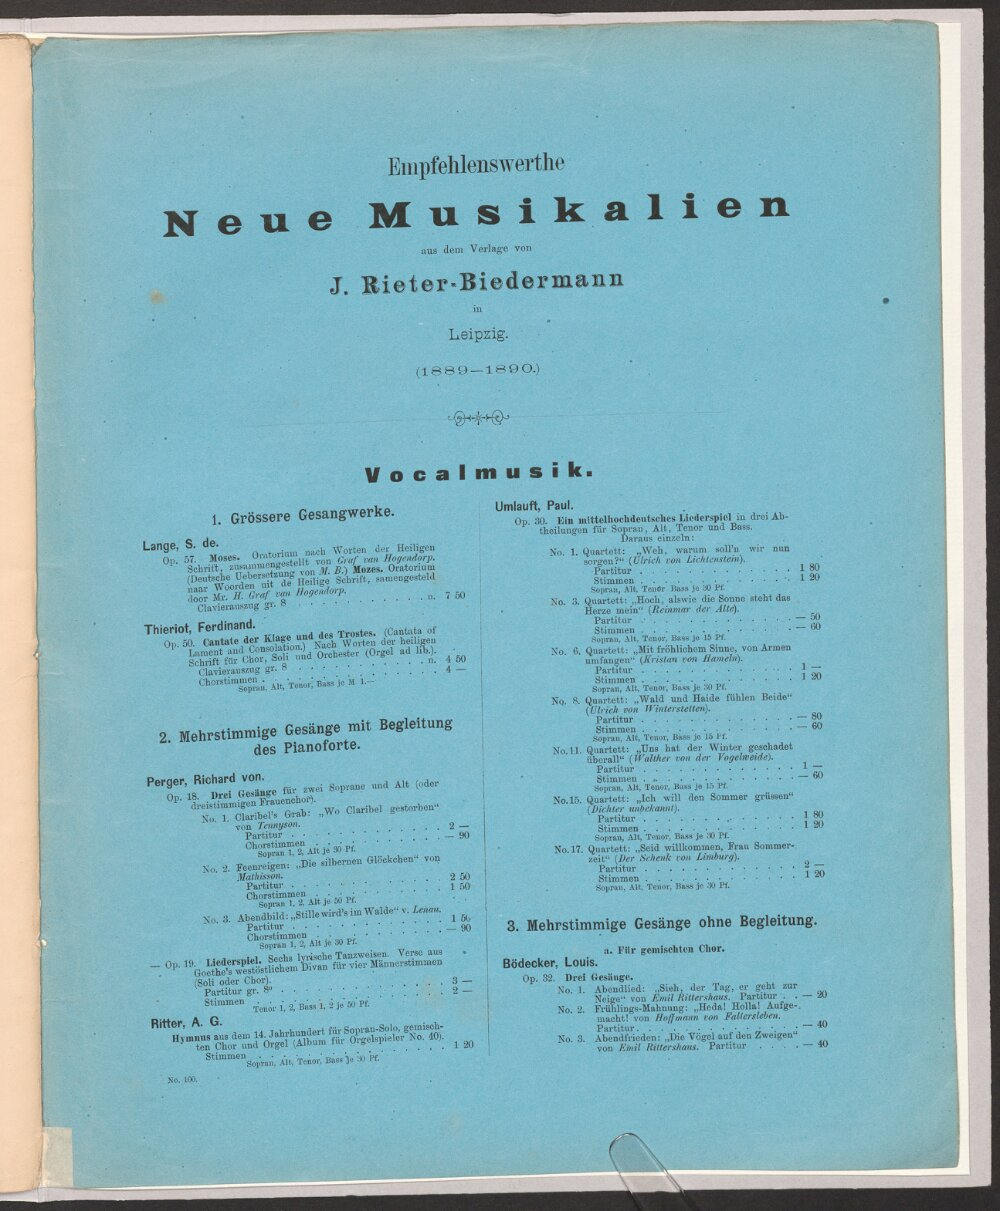 Empfehlenswerthe
Neue Musikalien
aus dem Verlage von
J. Rieter-Biedermann
in
Leipzig.
(1889—1890.)
Vocalmusik.
1. Grössere Gesangwerke.
Lange, S. de.
Op. 57. Moses. Oratorium nach Worten der Heiligen
Schrift, zusammengestellt von Graf van Hogendorp.
(Deutsche Uebersetzung von M. B.) Mozes. Oratorium
naar Woorden uit de Heilige Schrift, samengesteld
door Mr. H. Graf van Hogendorp.
Clavierauszug gr. 8 . . . . . . . . . . n. 7 50
Thieriot, Ferdinand.
Op. 50. Cantate der Klage und des Trostes. (Cantata of
Lament and Consolation.) Nach Worten der heiligen
Schrift für Chor, Soli und Orchester (Orgel ad lib.).
Clavierauszug gr. 8 . . . . . . . . . . n. 4 50
Chorstimmen . . . . . . . . . . 4 —
Sopran, Alt, Tenor, Bass je M. 1.—
2. Mehrstimmige Gesänge mit Begleitung
des Pianoforte.
Perger, Richard von.
Op. 18. Drei Gesänge für zwei Soprane und Alt (oder
dreistimmigen Frauenchor).
No. 1. Claribel's Grab: „Wo Claribel gestorben“
von Tennyson.
Partitur . . . . . . . . . . 2 —
Chorstimmen . . . . . . . . . . — 90
Sopran 1, 2, Alt je 30 Pf.
No. 2. Feenreigen: „Die silbernen Glöckchen“ von
Mathisson.
Partitur . . . . . . . . . . 2 50
Chorstimmen . . . . . . . . . . 1 50
Sopran 1, 2, Alt je 50 Pf.
No. 3. Abendbild: „Stille wird's im Walde“ v. Lenau.
Partitur . . . . . . . . . . 1 50
Chorstimmen . . . . . . . . . . — 90
Sopran 1, 2, Alt je 30 Pf.
— Op. 19. Liederspiel. Sechs lyrische Tanzweisen. Verse aus
Goethe's westöstlichem Divan für vier Männerstimmen
(Soli oder Chor).
Partitur gr. 8º . . . . . . . . . . 3 —
Stimmen . . . . . . . . . . 2 —
Tenor 1, 2, Bass 1, 2 je 50 Pf.
Ritter, A. G.
Hymnus aus dem 14. Jahrhundert für Sopran-Solo, gemisch-
ten Chor und Orgel (Album für Orgelspieler No. 40).
Stimmen . . . . . . . . . . 1 20
Sopran, Alt, Tenor, Bass je 30 Pf.
No. 100.
Umlauft, Paul.
Op. 30. Ein mittelhochdeutsches Liederspiel in drei Ab-
theilungen für Sopran, Alt, Tenor und Bass.
Daraus einzeln:
No. 1. Quartett: „Weh, warum soll'n wir nun
sorgen?“ (Ulrich von Lichtenstein).
Partitur . . . . . . . . . . 1 80
Stimmen . . . . . . . . . . 1 20
Sopran, Alt, Tenor Bass je 30 Pf.
No. 3. Quartett: „Hoch, alswie die Sonne steht das
Herze mein“ (Reinmar der Alte).
Partitur . . . . . . . . . . — 50
Stimmen . . . . . . . . . . — 60
Sopran, Alt, Tenor, Bass je 15 Pf.
No. 6. Quartett: „Mit fröhlichem Sinne, von Armen
umfangen“ (Kristan von Hameln).
Partitur . . . . . . . . . . 1 —
Stimmen . . . . . . . . . . 1 20
Sopran, Alt, Tenor, Bass je 30 Pf.
No. 8. Quartett: „Wald und Haide fühlen Beide“
(Ulrich von Winterstetten).
Partitur . . . . . . . . . . — 80
Stimmen . . . . . . . . . . — 60
Sopran, Alt, Tenor, Bass je 15 Pf.
No. 11. Quartett: „Uns hat der Winter geschadet
überall“ (Walther von der Vogelweide).
Partitur . . . . . . . . . . 1 —
Stimmen . . . . . . . . . . — 60
Sopran, Alt, Tenor, Bass je 15 Pf.
No. 15. Quartett: „Ich will den Sommer grüssen“
(Dichter unbekannt).
Partitur . . . . . . . . . . 1 80
Stimmen . . . . . . . . . . 1 20
Sopran, Alt, Tenor, Bass je 30 Pf.
No. 17. Quartett: „Seid willkommen, Frau Sommer-
zeit“ (Der Schenk von Limburg).
Partitur . . . . . . . . . . 2 —
Stimmen . . . . . . . . . . 1 20
Sopran, Alt, Tenor, Bass je 30 Pf.
3. Mehrstimmige Gesänge ohne Begleitung.
a. Für gemischten Chor.
Bödecker, Louis.
Op. 32. Drei Gesänge.
No. 1. Abendlied: „Sieh, der Tag, er geht zur
Neige“ von Emil Rittershaus. Partitur . . — 20
No. 2. Frühlings-Mahnung: „Heda! Holla! Aufge-
macht! von Hoffmann von Fallersleben.
Partitur . . . . . . . . . . — 40
No. 3. Abendfrieden: „Die Vögel auf den Zweigen“
von Emil Rittershaus. Partitur . . . . — 40